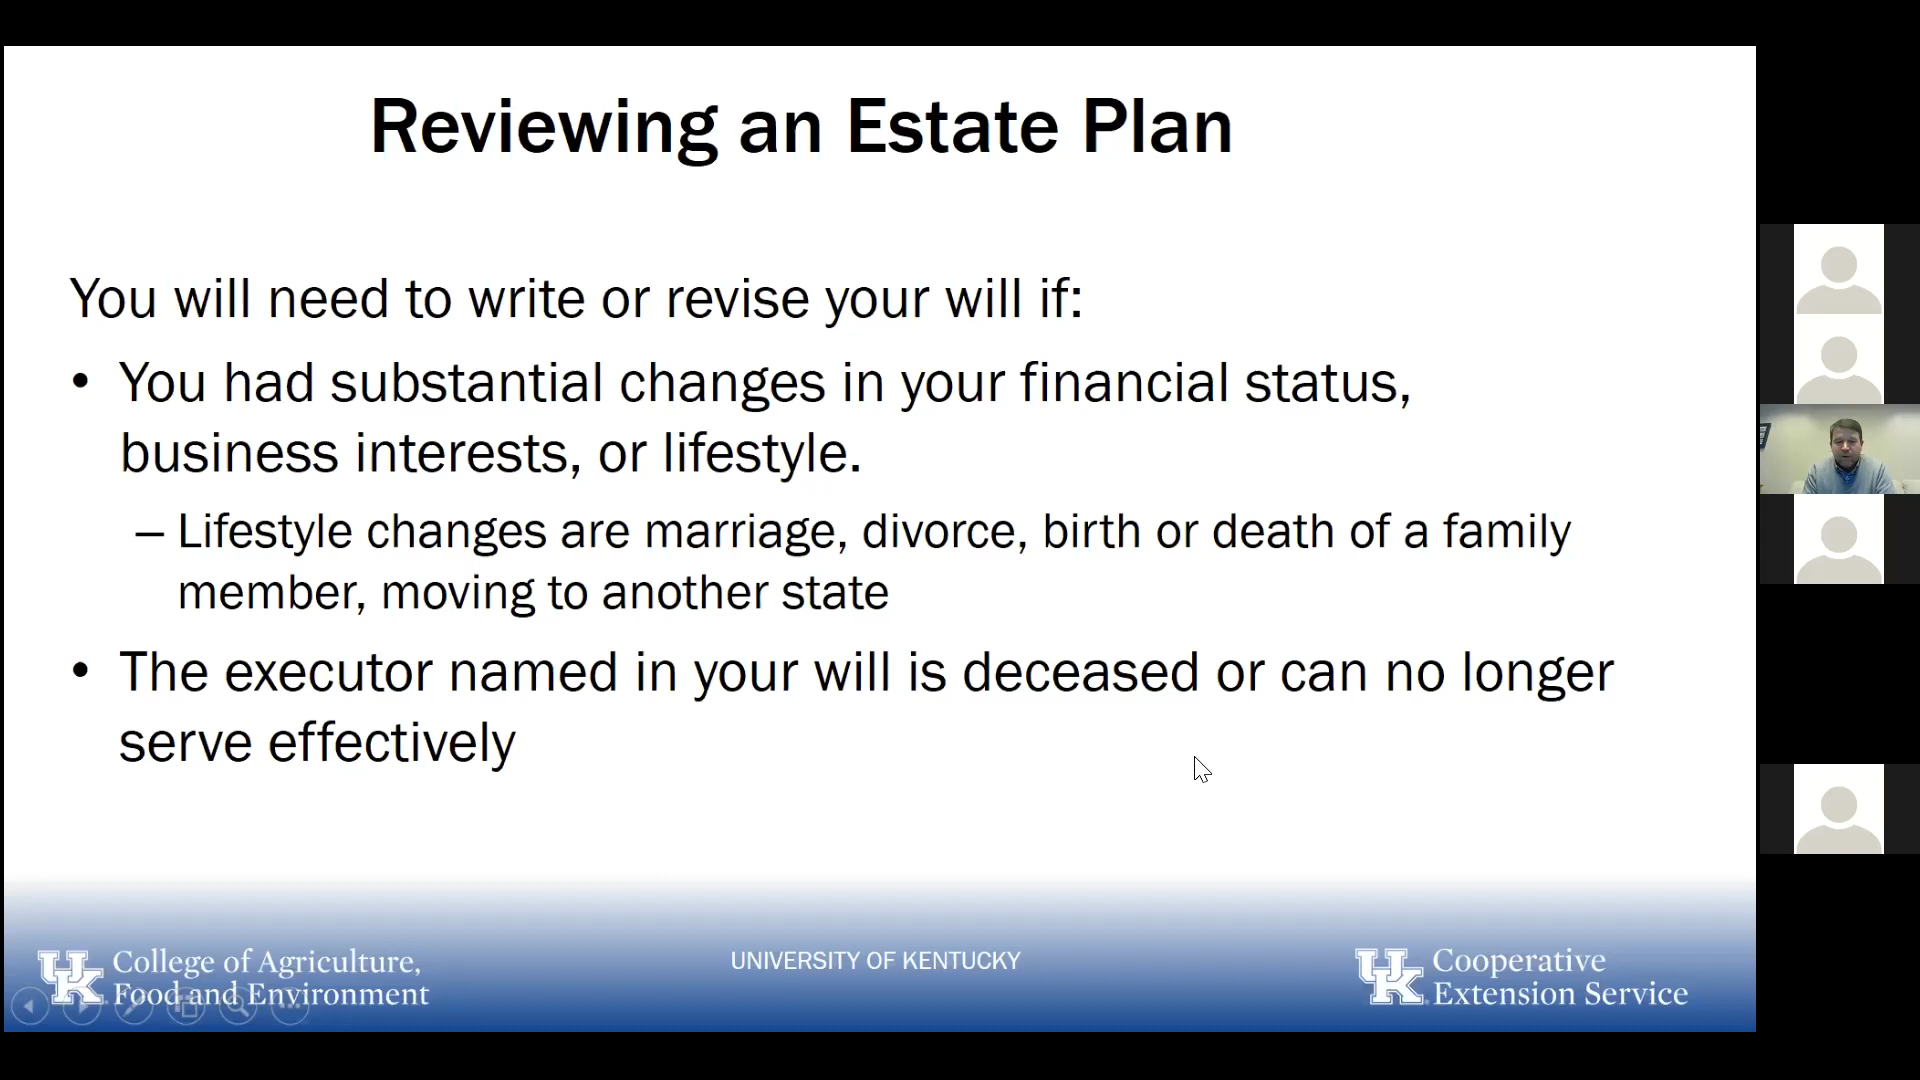 Reviewing an Estate Plan
You will need to write or revise your will if:
• You had substantial changes in your financial status,
business interests, or lifestyle.
– Lifestyle changes are marriage, divorce, birth or death of a family
member, moving to another state
• The executor named in your will is deceased or can no longer
serve effectively
UK College of Agriculture,
Food and Environment
UNIVERSITY OF KENTUCKY
UK Cooperative
Extension Service